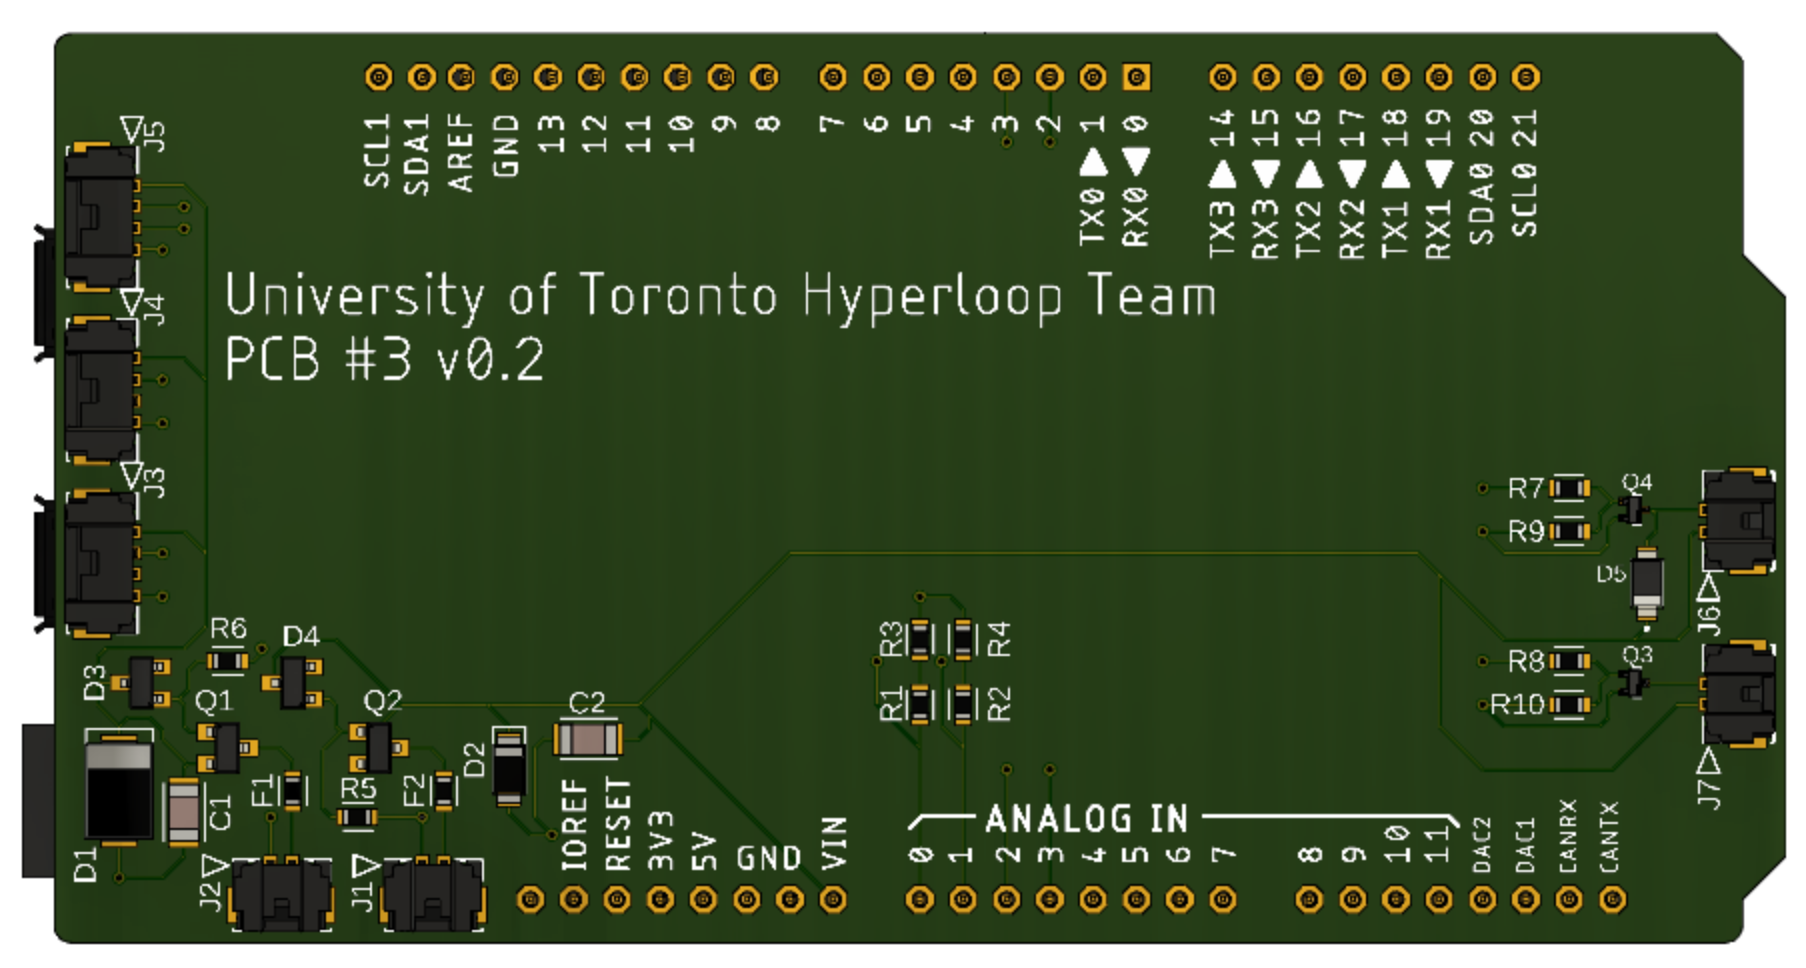 SCL1 SDA1 AREF GND 13 12 11 10 9 8 7 6 5 4 3 2 TX0▶1 RX0◀0 TX3▶14 RX3◀15 TX2▶16 RX2◀17 TX1▶18 RX1◀19 SDA0 20 SCL0 21
J5
University of Toronto Hyperloop Team
J4
PCB #3 v0.2
J3
R7 Q4
R9
D5
J6
R6 D4 R3 R4
D3 R8 Q3
Q1 Q2 C2 R1 R2 R10
D2
F1 R5 F2 J7
C1
D1 J2 J1
IOREF RESET 3V3 5V GND VIN
ANALOG IN
0 1 2 3 4 5 6 7 8 9 10 11 DAC2 DAC1 CANRX CANTX